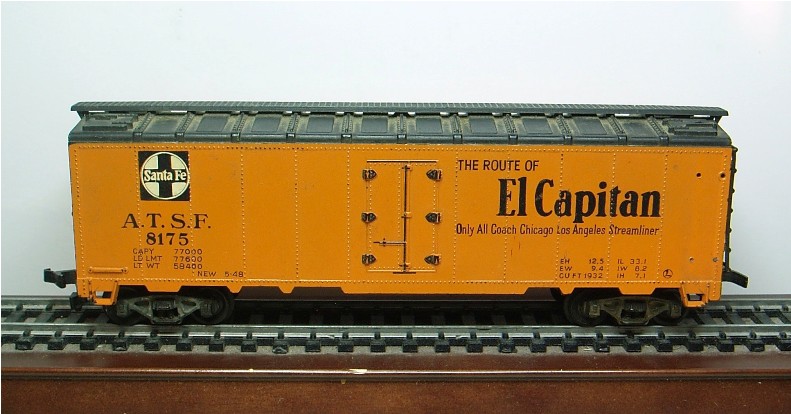 Santa Fe
A.T.S.F.
8175
CAPY 77000
LD LMT 77600
LT WT 58400
NEW 5-48
THE ROUTE OF
El Capitan
Only All Coach Chicago Los Angeles Streamliner
EH 12.5 IL 33.1
EW 9.4 IW 8.2
CU FT 1932 IH 7.1